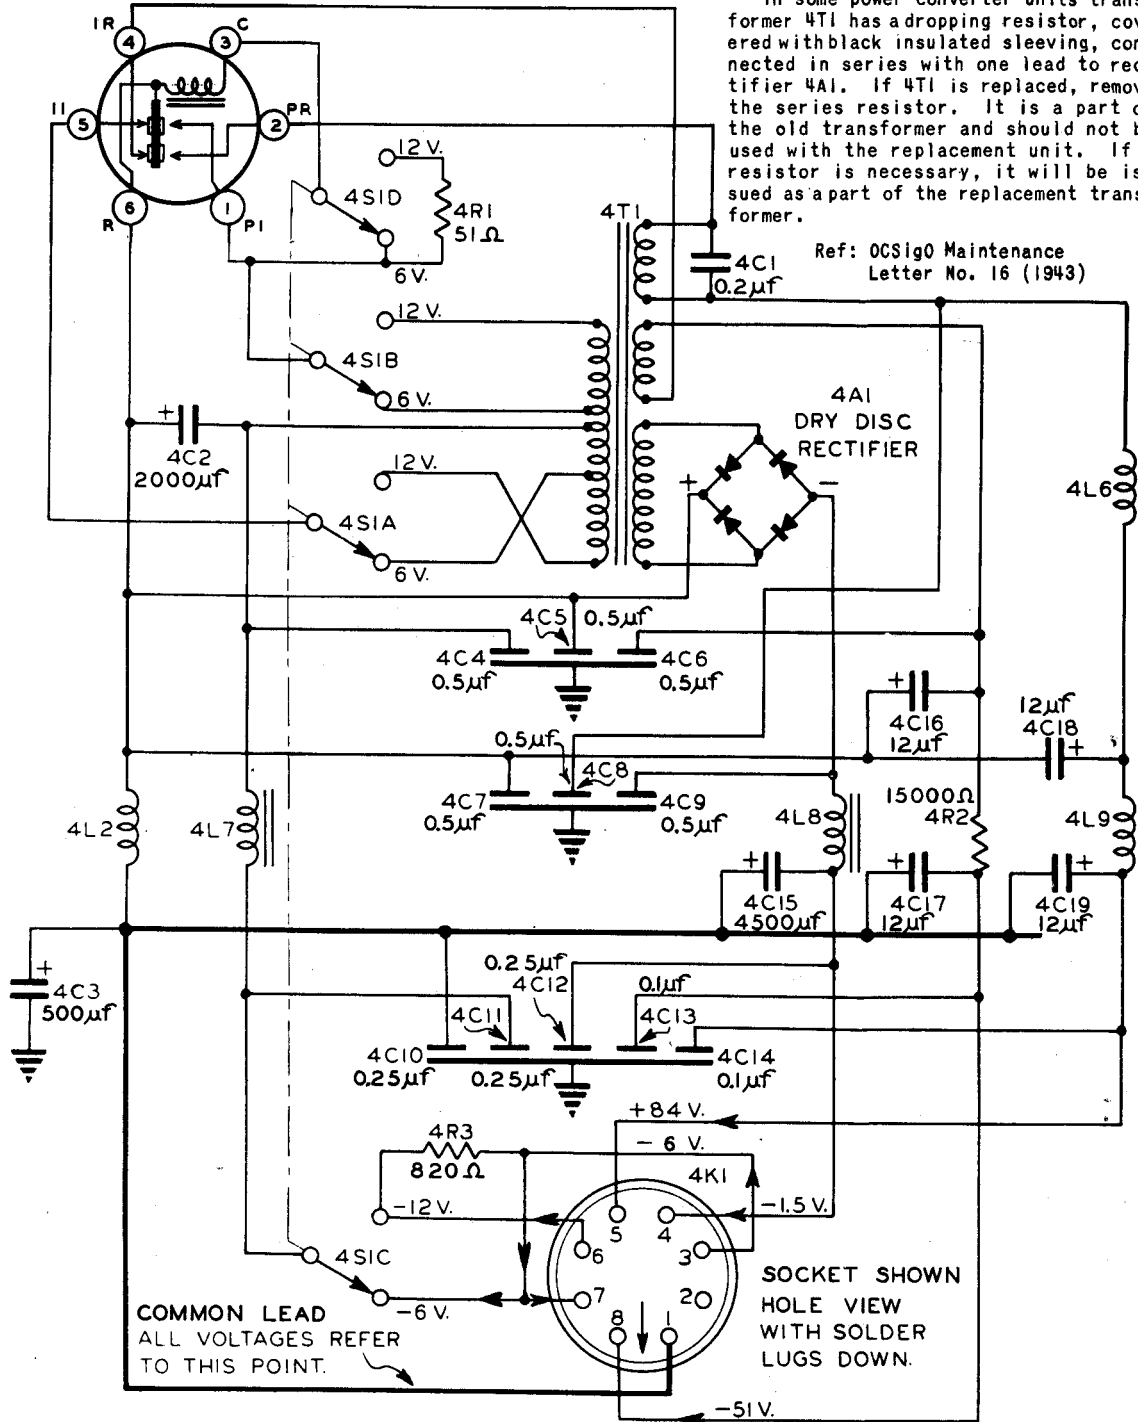 In some power converter units trans
former 4T1 has a dropping resistor, cov
ered with black insulated sleeving, con
nected in series with one lead to rec
tifier 4A1. If 4T1 is replaced, remov
the series resistor. It is a part o
the old transformer and should not b
used with the replacement unit. If
resistor is necessary, it will be is
sued as a part of the replacement trans
former.
Ref: OCSigO Maintenance
Letter No. 16 (1943)
IR
4
3
C
II
5
2
PR
R
6
1
PI
12 V.
4S1D
4R1
51Ω
6 V.
4T1
4C1
0.2μf
12 V.
4S1B
6 V.
+
4C2
2000μf
4A1
DRY DISC
RECTIFIER
+
−
4L6
12 V.
4S1A
6 V.
4C5
0.5μf
4C4
0.5μf
4C6
0.5μf
+
4C16
12μf
12μf
4C18
+
0.5μf
4C8
4C7
0.5μf
4C9
0.5μf
15000Ω
4R2
4L2
4L7
4L8
4L9
+
4C15
4500μf
+
4C17
12μf
+
4C19
12μf
+
4C3
500μf
0.25μf
4C12
0.1μf
4C11
4C13
4C10
0.25μf
0.25μf
4C14
0.1μf
+84 V.
4R3
820Ω
− 6 V.
4K1
−12 V.
−1.5 V.
5
4
6
3
7
2
8
1
4S1C
−6 V.
SOCKET SHOWN
HOLE VIEW
WITH SOLDER
LUGS DOWN.
COMMON LEAD
ALL VOLTAGES REFER
TO THIS POINT.
−51 V.